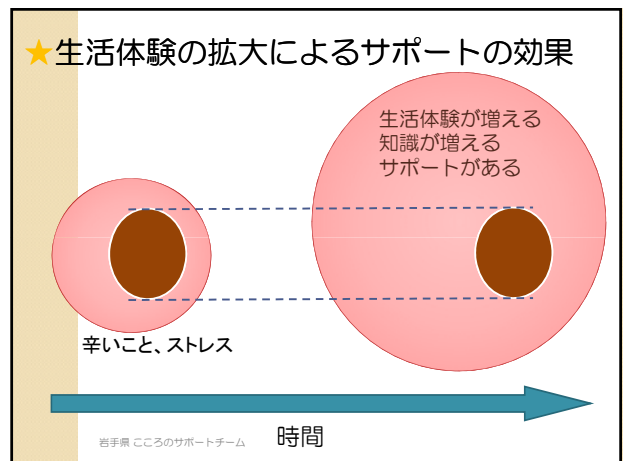 ★生活体験の拡大によるサポートの効果
生活体験が増える
知識が増える
サポートがある
辛いこと、ストレス
時間
岩手県 こころのサポートチーム